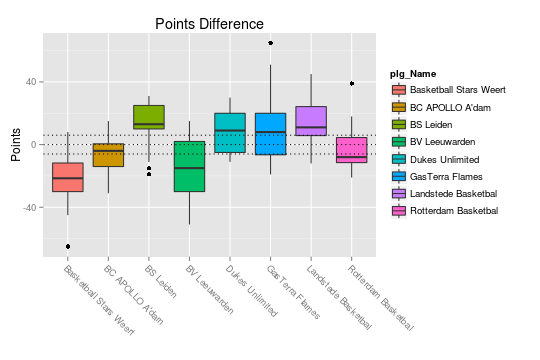 Points Difference
Points
40
0
-40
Basketball Stars Weert
BC APOLLO A'dam
BS Leiden
BV Leeuwarden
Dukes Unlimited
GasTerra Flames
Landstede Basketbal
Rotterdam Basketbal
plg_Name
Basketball Stars Weert
BC APOLLO A'dam
BS Leiden
BV Leeuwarden
Dukes Unlimited
GasTerra Flames
Landstede Basketbal
Rotterdam Basketbal